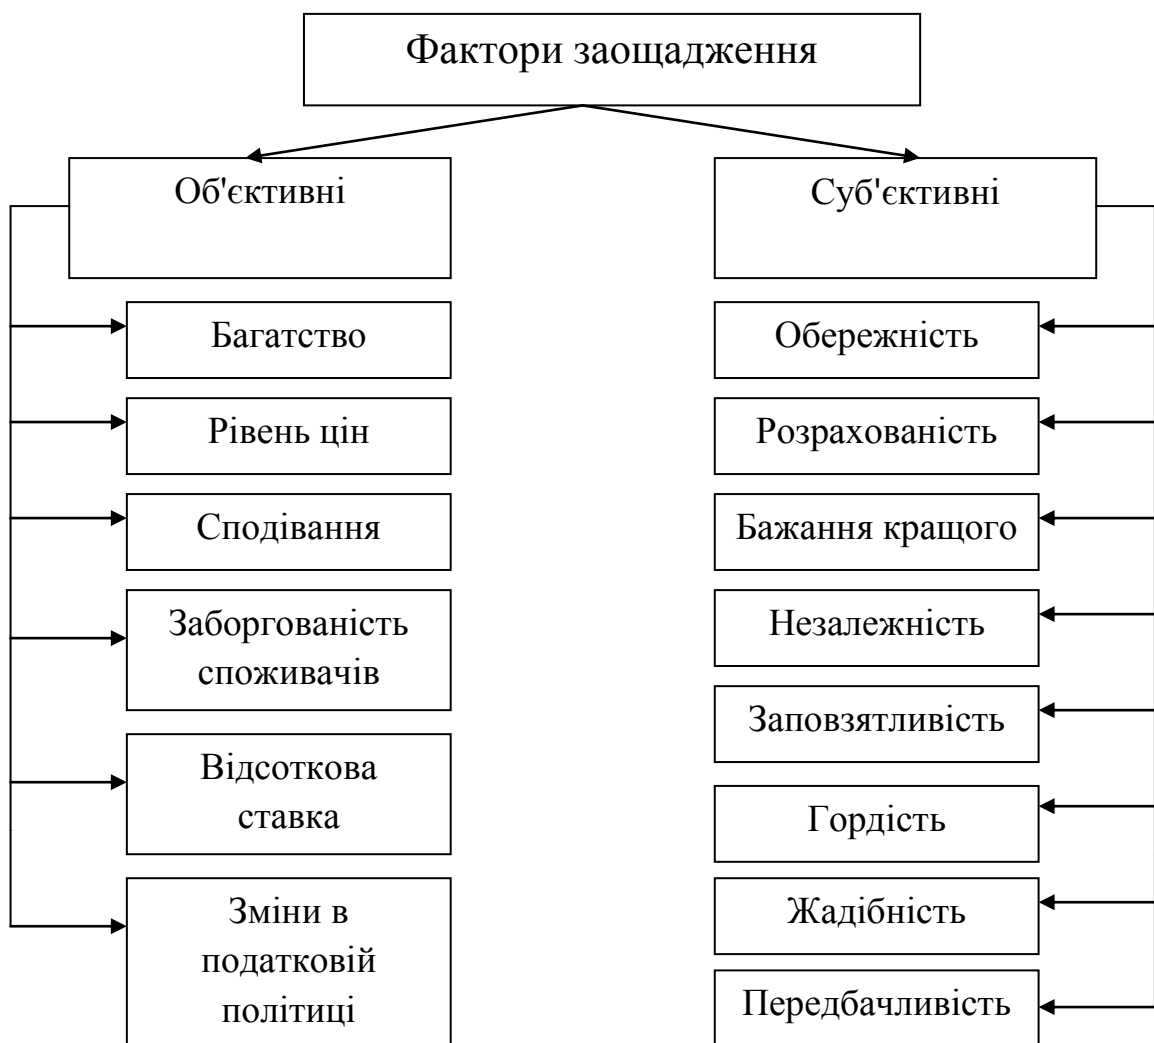 Фактори заощадження
Об'єктивні
Багатство
Рівень цін
Сподівання
Заборгованість
споживачів
Відсоткова
ставка
Зміни в
податковій
політиці
Суб'єктивні
Обережність
Розрахованість
Бажання кращого
Незалежність
Заповзятливість
Гордість
Жадібність
Передбачливість